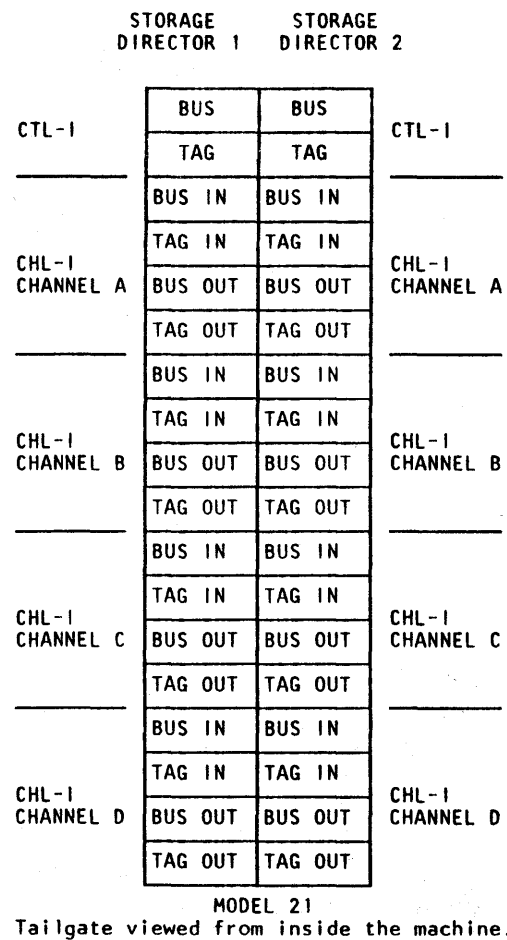 STORAGE STORAGE
DIRECTOR 1 DIRECTOR 2
BUS BUS
CTL-I CTL-I
TAG TAG
BUS IN BUS IN
TAG IN TAG IN
CHL-I CHL-I
CHANNEL A BUS OUT BUS OUT CHANNEL A
TAG OUT TAG OUT
BUS IN BUS IN
TAG IN TAG IN
CHL-I CHL-I
CHANNEL B BUS OUT BUS OUT CHANNEL B
TAG OUT TAG OUT
BUS IN BUS IN
TAG IN TAG IN
CHL-I CHL-I
CHANNEL C BUS OUT BUS OUT CHANNEL C
TAG OUT TAG OUT
BUS IN BUS IN
TAG IN TAG IN
CHL-I CHL-I
CHANNEL D BUS OUT BUS OUT CHANNEL D
TAG OUT TAG OUT
MODEL 21
Tailgate viewed from inside the machine.